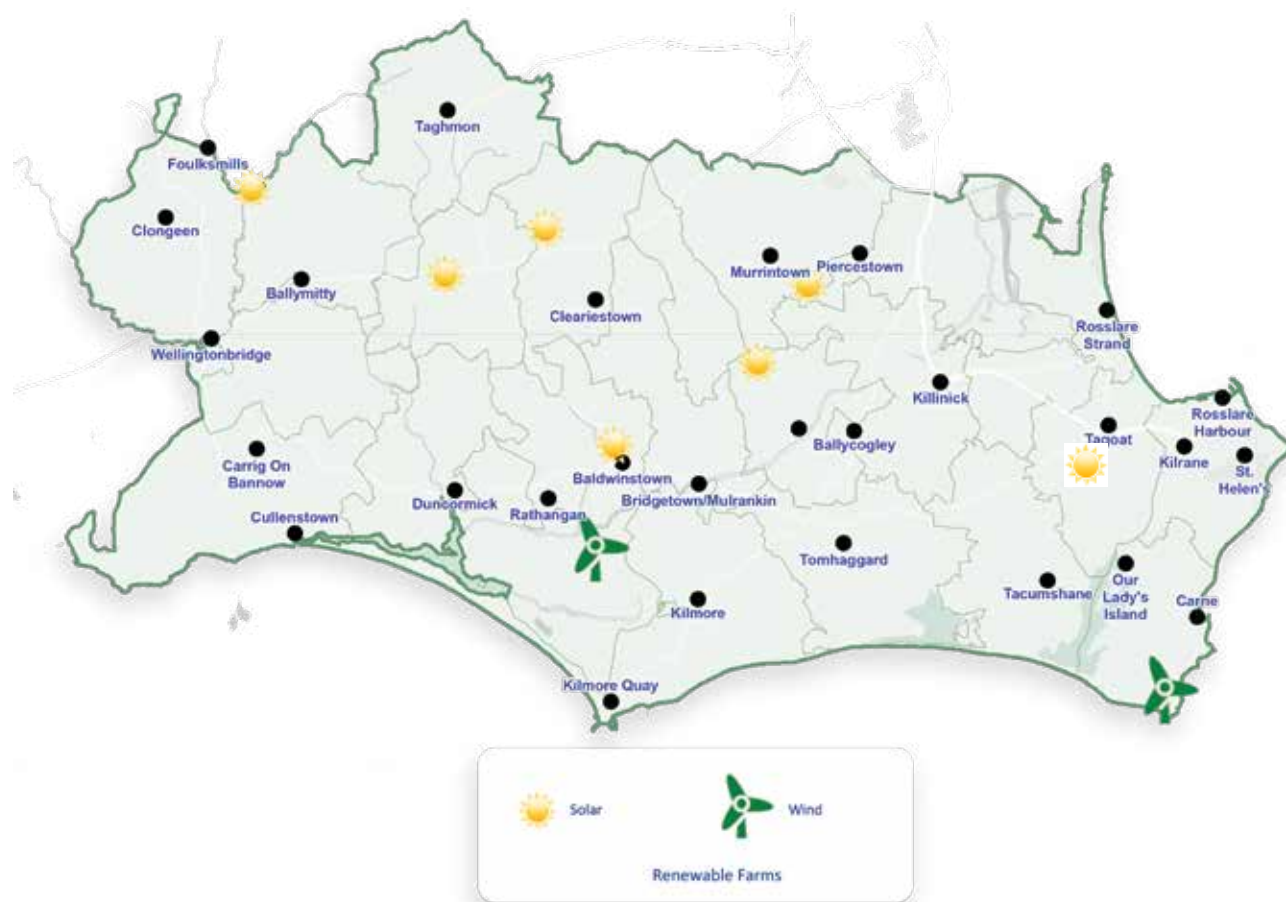 Taghmon
Foulksmills
Clongeen
Murrintown
Piercestown
Ballymitty
Cleariestown
Rosslare
Strand
Wellingtonbridge
Killinick
Rosslare
Harbour
Tagoat
Ballycogley
Kilrane
St.
Helen's
Carrig On
Bannow
Baldwinstown
Bridgetown/Mulrankin
Duncormick
Rathangan
Cullenstown
Tomhaggard
Tacumshane
Our
Lady's
Island
Carne
Kilmore
Kilmore Quay
Solar
Wind
Renewable Farms